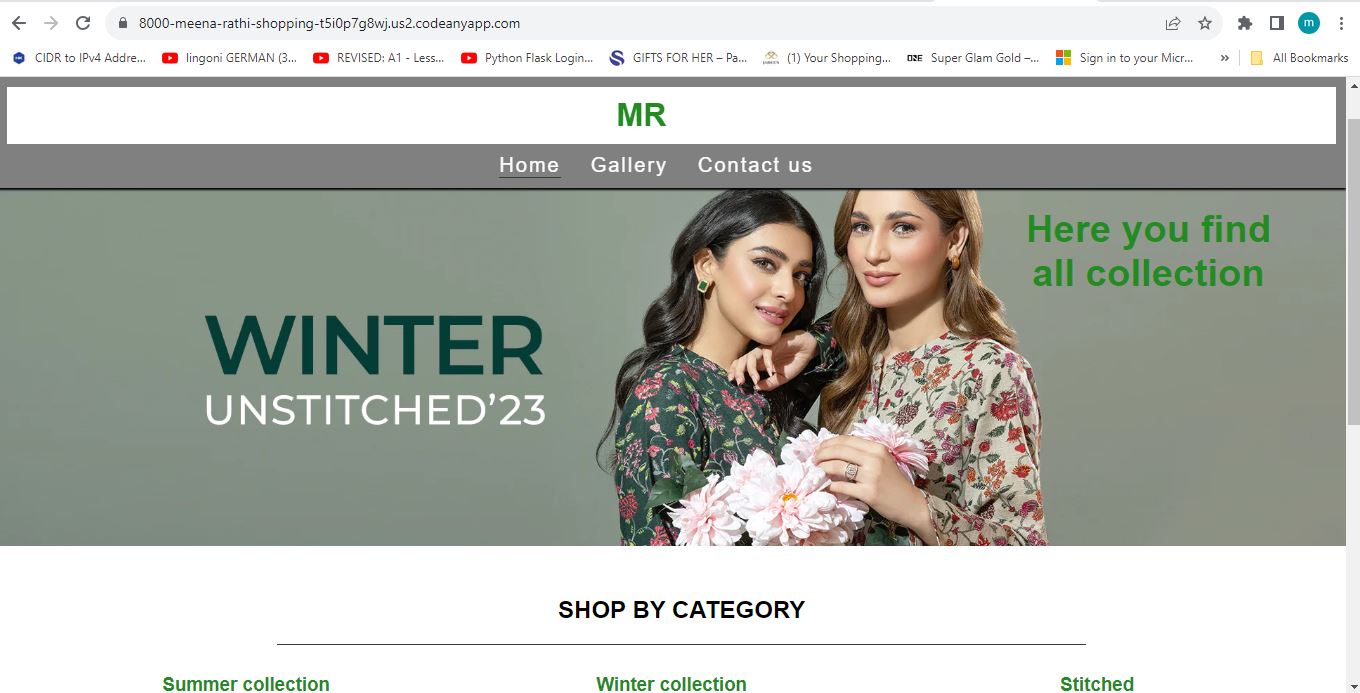 8000-meena-rathi-shopping-t5i0p7g8wj.us2.codeanyapp.com
m
CIDR to IPv4 Addre... lingoni GERMAN (3... REVISED: A1 - Less... Python Flask Login... GIFTS FOR HER – Pa... (1) Your Shopping... ONE Super Glam Gold –... Sign in to your Micr... » All Bookmarks
MR
Home Gallery Contact us
Here you find
all collection
WINTER
UNSTITCHED’23
SHOP BY CATEGORY
Summer collection Winter collection Stitched